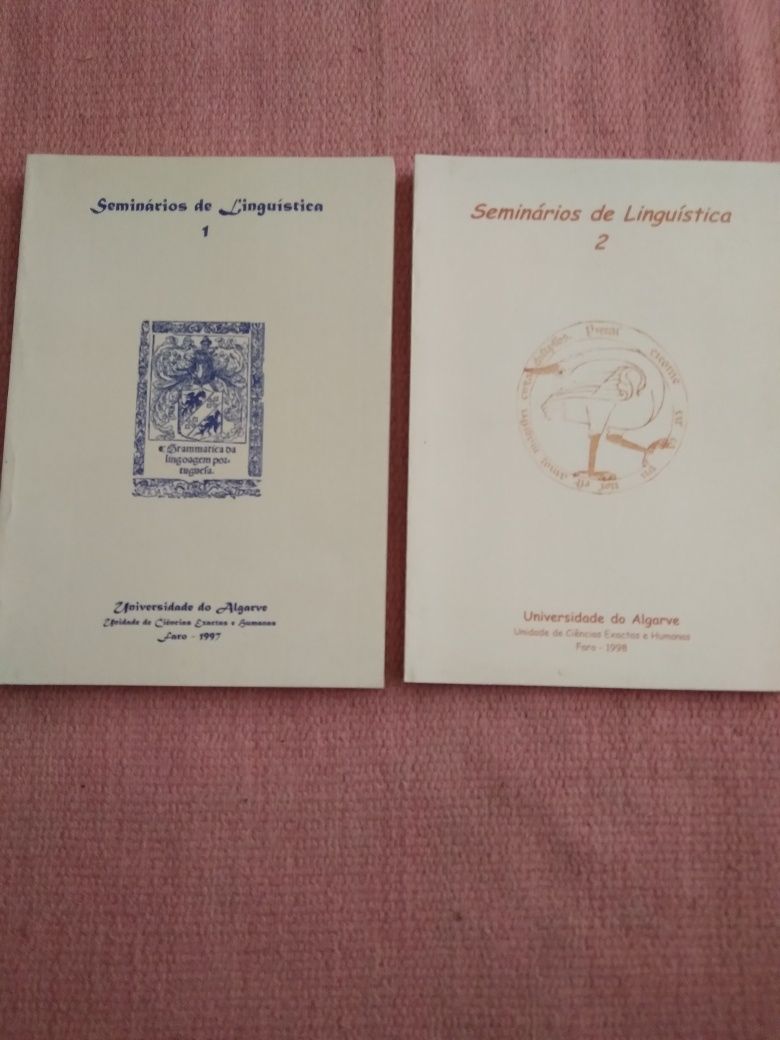 Seminários de Linguística
1
Grammatica da
lingoagem por-
tuguesa.
Universidade do Algarve
Unidade de Ciências Exactas e Humanas
Faro - 1997
Seminários de Linguística
2
Universidade do Algarve
Unidade de Ciências Exactas e Humanas
Faro - 1998